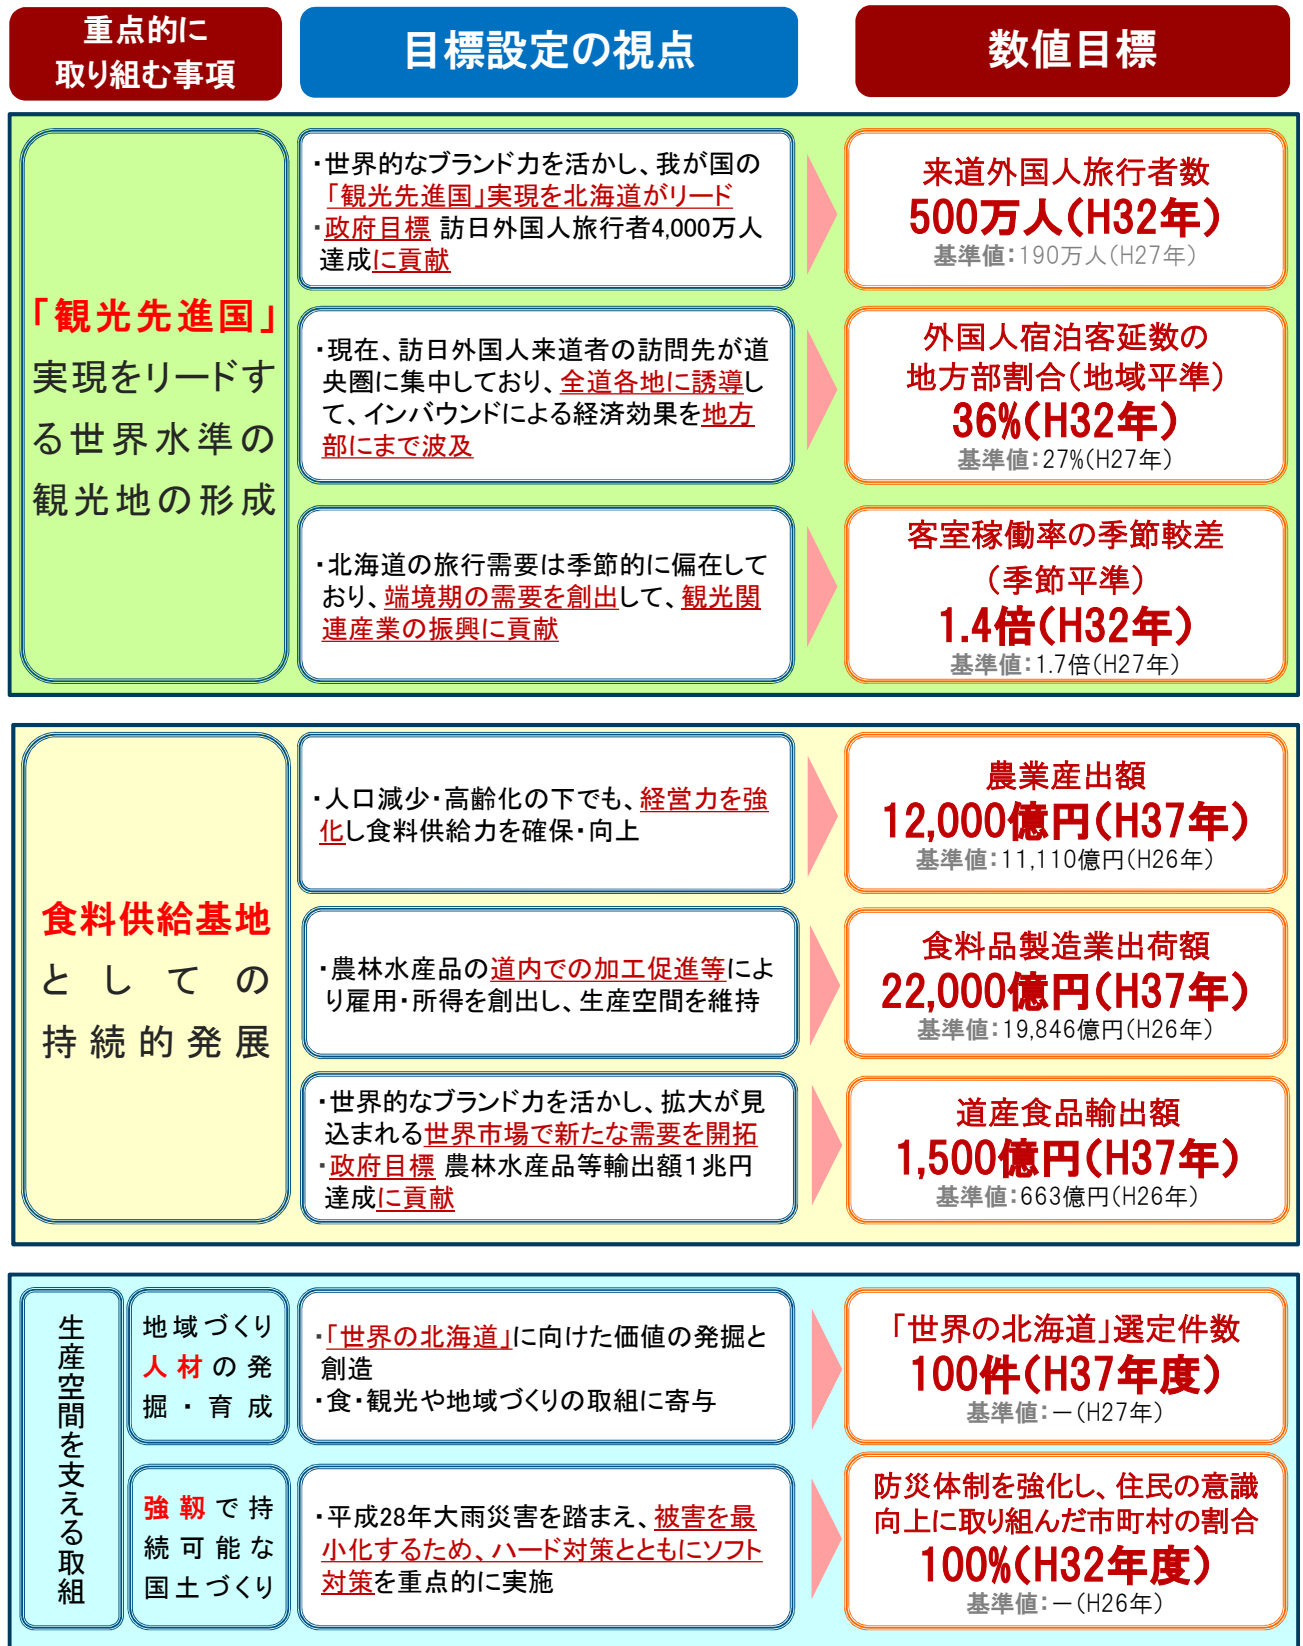 重点的に
取り組む事項
目標設定の視点
数値目標
「観光先進国」
実現をリードす
る世界水準の
観光地の形成
・世界的なブランド力を活かし、我が国の
「観光先進国」実現を北海道がリード
・政府目標 訪日外国人旅行者4,000万人
達成に貢献
来道外国人旅行者数
500万人(H32年)
基準値:190万人(H27年)
・現在、訪日外国人来道者の訪問先が道
央圏に集中しており、全道各地に誘導し
て、インバウンドによる経済効果を地方
部にまで波及
外国人宿泊客延数の
地方部割合(地域平準)
36%(H32年)
基準値:27%(H27年)
・北海道の旅行需要は季節的に偏在して
おり、端境期の需要を創出して、観光関
連産業の振興に貢献
客室稼働率の季節較差
(季節平準)
1.4倍(H32年)
基準値:1.7倍(H27年)
食料供給基地
としての
持続的発展
・人口減少・高齢化の下でも、経営力を強
化し食料供給力を確保・向上
農業産出額
12,000億円(H37年)
基準値:11,110億円(H26年)
・農林水産品の道内での加工促進等によ
り雇用・所得を創出し、生産空間を維持
食料品製造業出荷額
22,000億円(H37年)
基準値:19,846億円(H26年)
・世界的なブランド力を活かし、拡大が見
込まれる世界市場で新たな需要を開拓
・政府目標 農林水産品等輸出額1兆円
達成に貢献
道産食品輸出額
1,500億円(H37年)
基準値:663億円(H26年)
生産空間を支える取組
地域づくり
人材の発
掘・育成
・「世界の北海道」に向けた価値の発掘と
創造
・食・観光や地域づくりの取組に寄与
「世界の北海道」選定件数
100件(H37年度)
基準値:－(H27年)
強靱で持
続可能な
国土づくり
・平成28年大雨災害を踏まえ、被害を最
小化するため、ハード対策とともにソフト
対策を重点的に実施
防災体制を強化し、住民の意識
向上に取り組んだ市町村の割合
100%(H32年度)
基準値:－(H26年)